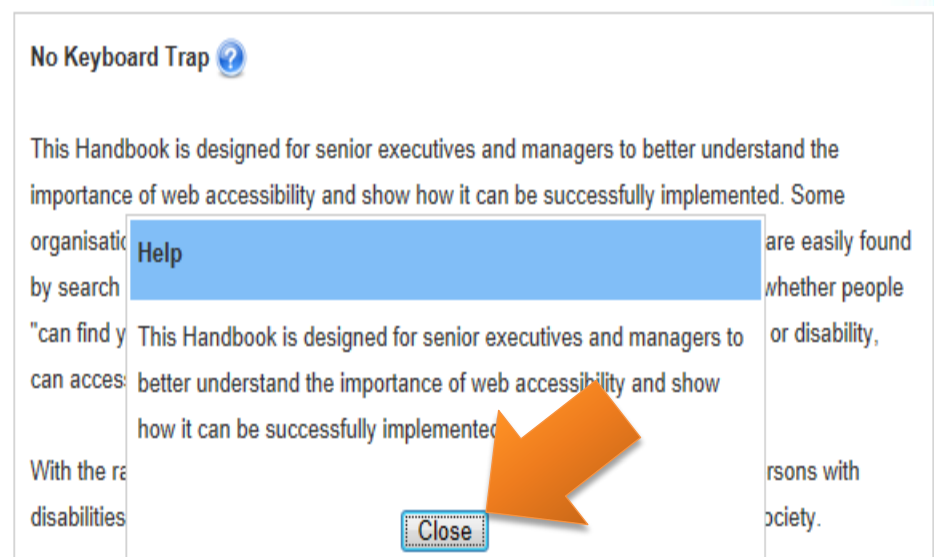 No Keyboard Trap
This Handbook is designed for senior executives and managers to better understand the
importance of web accessibility and show how it can be successfully implemented. Some
are easily found
by search whether people
"can find or disability,
can
With the rsons with
disabilities
Help
This Handbook is designed for senior executives and managers to
better understand the importance of web accessibility and show
how it can be successfully implemented
Close